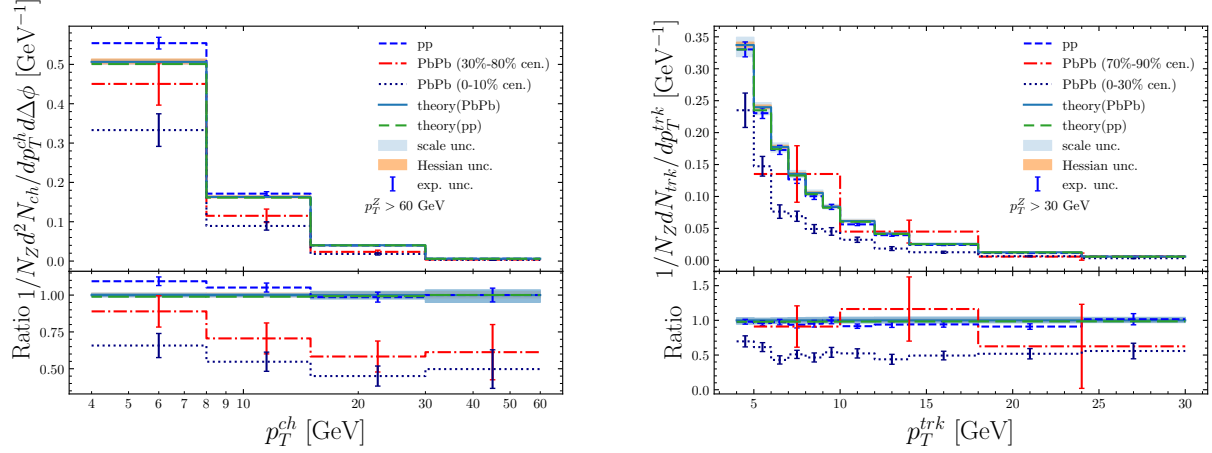 1/N_Z d^2 N_{ch}/dp_T^{ch} dΔϕ [GeV^{-1}]
0.5
0.4
0.3
0.2
0.1
0.0
pp
PbPb (30%-80% cen.)
PbPb (0-10% cen.)
theory(PbPb)
theory(pp)
scale unc.
Hessian unc.
exp. unc.
p_T^Z > 60 GeV
Ratio
1.00
0.75
0.50
4 5 6 7 8 9 10 20 30 40 50 60
p_T^{ch} [GeV]
1/N_Z dN_{trk}/dp_T^{trk} [GeV^{-1}]
0.35
0.30
0.25
0.20
0.15
0.10
0.05
0.00
pp
PbPb (70%-90% cen.)
PbPb (0-30% cen.)
theory(PbPb)
theory(pp)
scale unc.
Hessian unc.
exp. unc.
p_T^Z > 30 GeV
Ratio
1.5
1.0
0.5
0.0
5 10 15 20 25 30
p_T^{trk} [GeV]